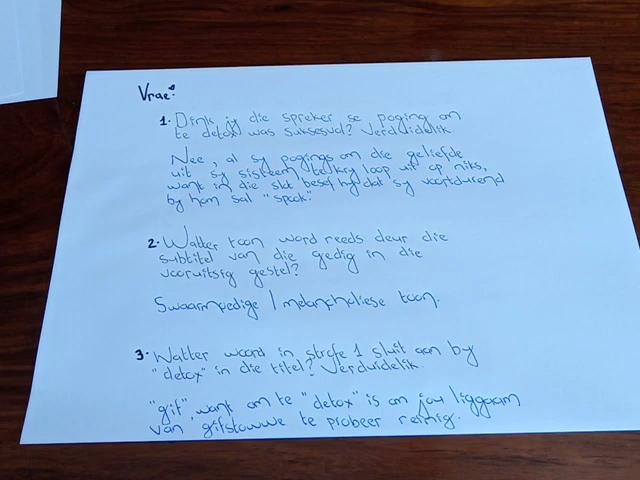 Vrae:
1. Dink jy die spreker se poging om
te detox was suksesvol? Verduidelik
Nee, al sy pogings om die geliefde
uit sy sisteem te kry loop uit op niks,
want in die slot besef hy dat sy voortdurend
by hom sal "spook".
2. Watter toon word reeds deur die
subtitel van die gedig in die
vooruitsig gestel?
Swaarmoedige / melancholiese toon.
3. Watter woord in strofe 1 sluit aan by
"detox" in die titel? Verduidelik.
"gif", want om te "detox" is om jou liggaam
van gifstowwe te probeer reinig.